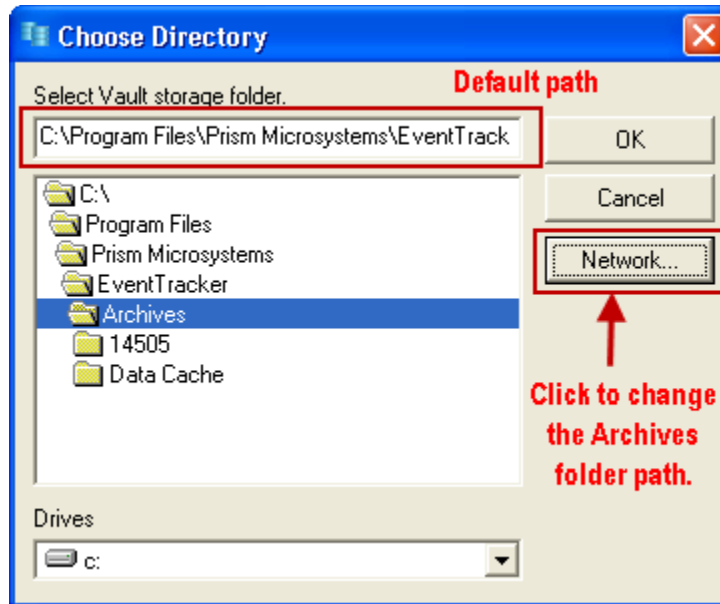 Choose Directory
Select Vault storage folder.
Default path
C:\Program Files\Prism Microsystems\EventTrack
OK
C:\
Cancel
Program Files
Prism Microsystems
Network...
EventTracker
Archives
14505
Data Cache
Click to change
the Archives
folder path.
Drives
c: